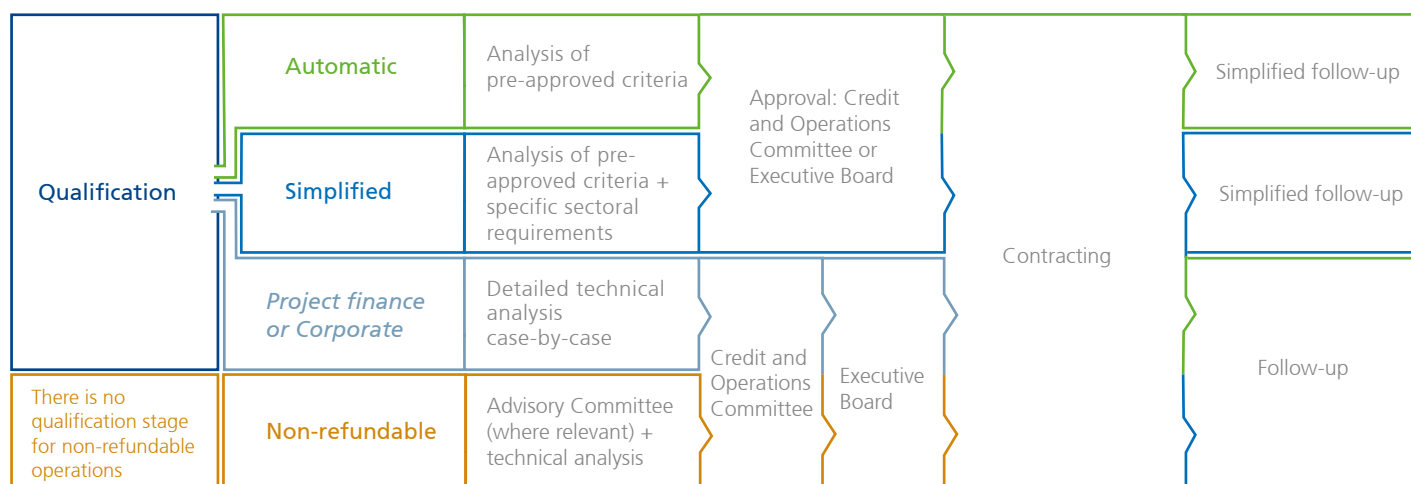 Qualification
Automatic
Analysis of
pre-approved criteria
Simplified
Analysis of pre-
approved criteria +
specific sectoral
requirements
Approval: Credit
and Operations
Committee or
Executive Board
Simplified follow-up
Simplified follow-up
Project finance
or Corporate
Detailed technical
analysis
case-by-case
Contracting
There is no
qualification stage
for non-refundable
operations
Non-refundable
Advisory Committee
(where relevant) +
technical analysis
Credit and
Operations
Committee
Executive
Board
Follow-up